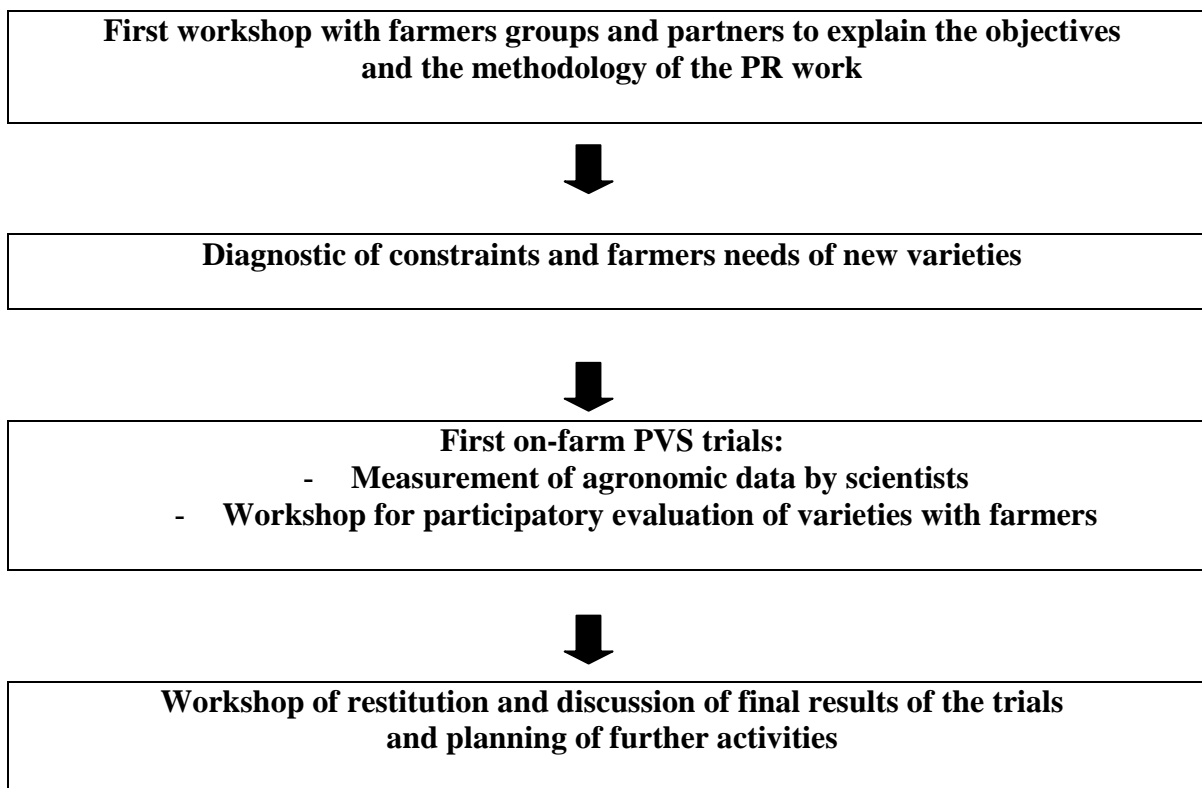 First workshop with farmers groups and partners to explain the objectives
and the methodology of the PR work
Diagnostic of constraints and farmers needs of new varieties
First on-farm PVS trials:
- Measurement of agronomic data by scientists
- Workshop for participatory evaluation of varieties with farmers
Workshop of restitution and discussion of final results of the trials
and planning of further activities